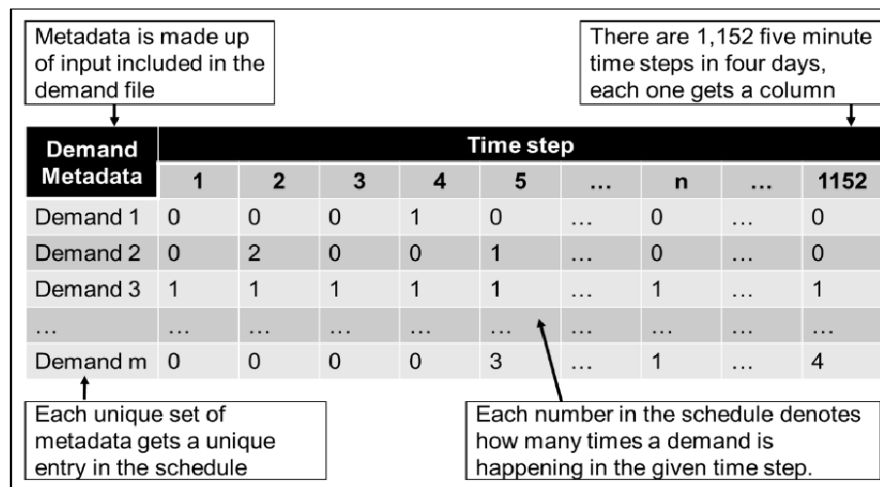 Metadata is made up
of input included in the
demand file
There are 1,152 five minute
time steps in four days,
each one gets a column
Demand
Metadata
Time step
1 2 3 4 5 ... n ... 1152
Demand 1 0 0 0 1 0 ... 0 ... 0
Demand 2 0 2 0 0 1 ... 0 ... 0
Demand 3 1 1 1 1 1 ... 1 ... 1
... ... ... ... ... ... ... ... ... ...
Demand m 0 0 0 0 3 ... 1 ... 4
Each unique set of
metadata gets a unique
entry in the schedule
Each number in the schedule denotes
how many times a demand is
happening in the given time step.